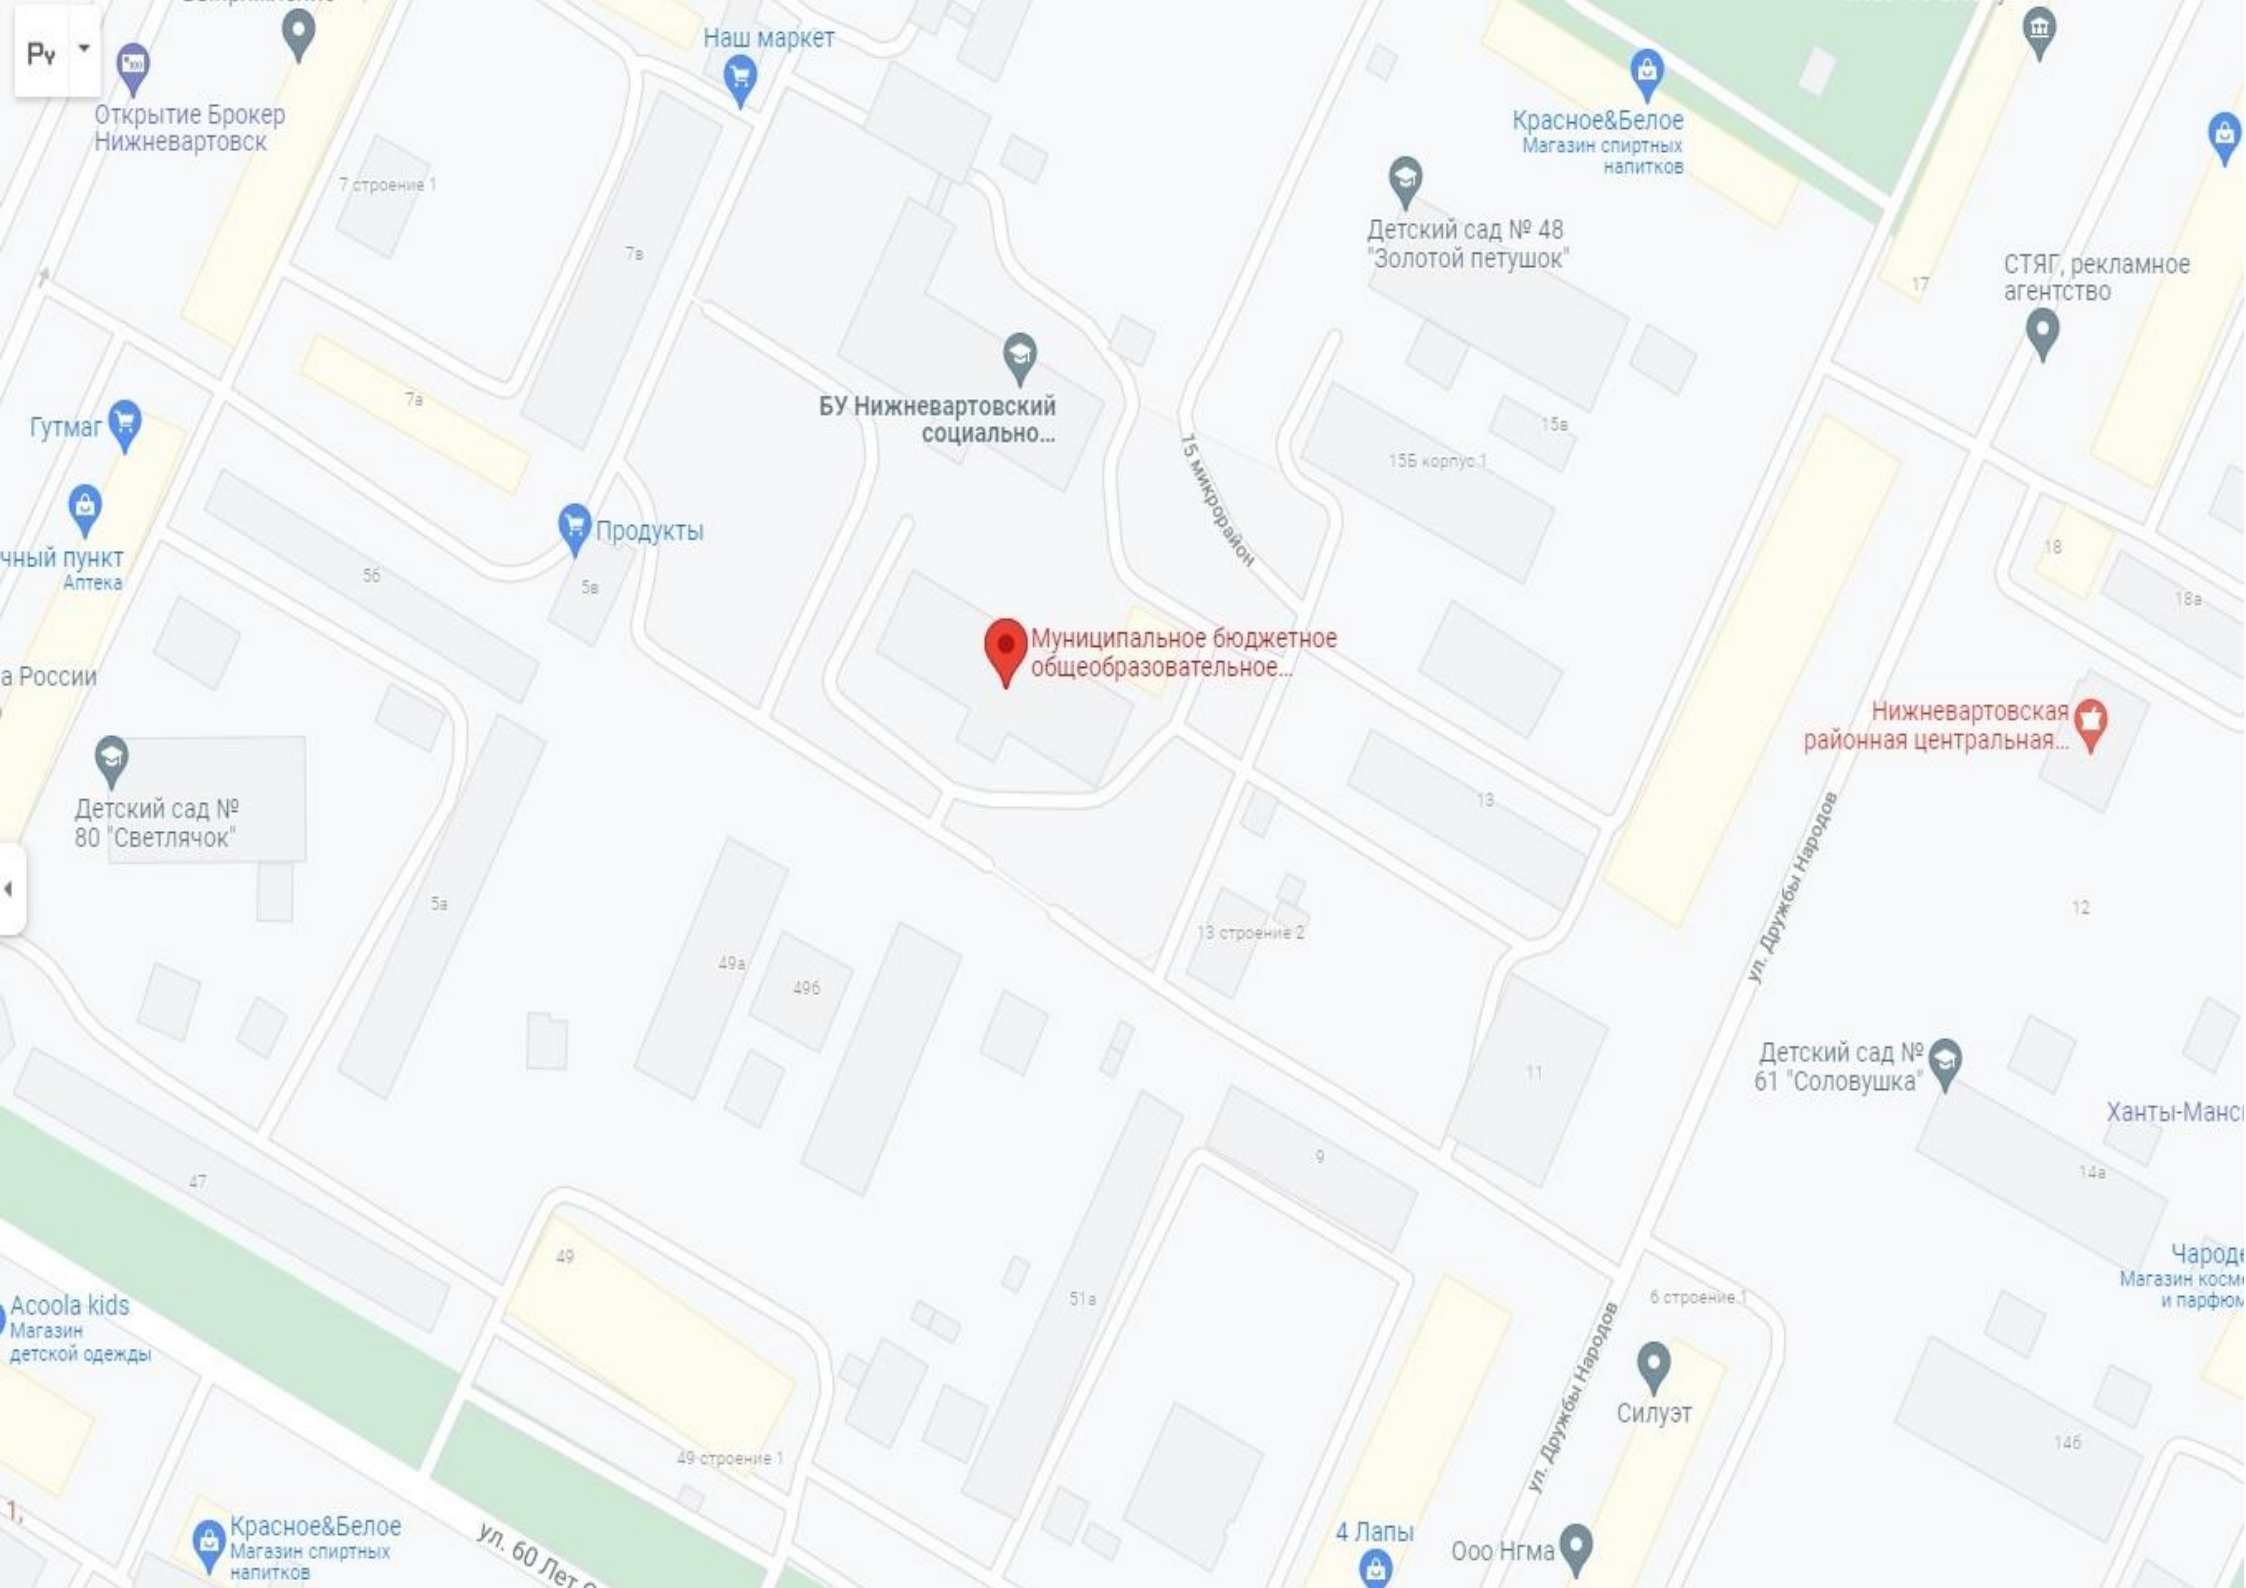 Ру
Наш маркет
Открытие Брокер
Нижневартовск
7 строение 1
7в
Красное&Белое
Магазин спиртных
напитков
Детский сад № 48
"Золотой петушок"
17
СТЯГ, рекламное
агентство
7а
Гутмаг
БУ Нижневартовский
социально...
15в
15Б корпус 1
15 микрорайон
чный пункт
Аптека
Продукты
5б
5в
18
18а
а России
Муниципальное бюджетное
общеобразовательное...
Нижневартовская
районная центральная...
Детский сад №
80 "Светлячок"
13
5а
ул. Дружбы Народов
12
49а
49б
13 строение 2
11
Детский сад №
61 "Соловушка"
Ханты-Манс
14а
47
9
49
51а
Чароде
Магазин косм
и парфюм
6 строение 1
Acoola kids
Магазин
детской одежды
ул. Дружбы Народов
Силуэт
14б
49 строение 1
1,
Красное&Белое
Магазин спиртных
напитков
ул. 60 Лет
4 Лапы
Ооо Нгма